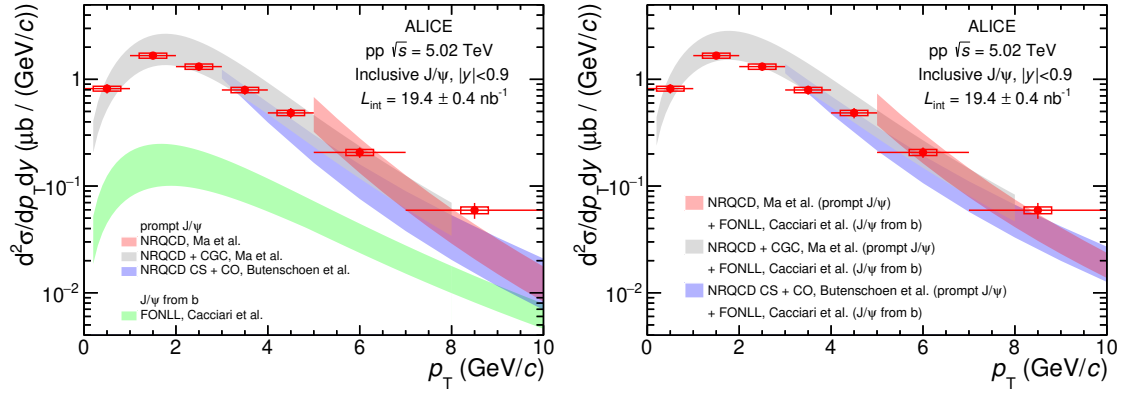 ALICE
pp √s = 5.02 TeV
Inclusive J/ψ, |y|<0.9
L_int = 19.4 ± 0.4 nb⁻¹
d²σ/dp_T dy (μb / (GeV/c))
1
10⁻¹
10⁻²
prompt J/ψ
NRQCD, Ma et al.
NRQCD + CGC, Ma et al.
NRQCD CS + CO, Butenschoen et al.
J/ψ from b
FONLL, Cacciari et al.
0 2 4 6 8 10
p_T (GeV/c)
ALICE
pp √s = 5.02 TeV
Inclusive J/ψ, |y|<0.9
L_int = 19.4 ± 0.4 nb⁻¹
d²σ/dp_T dy (μb / (GeV/c))
1
10⁻¹
10⁻²
NRQCD, Ma et al. (prompt J/ψ)
+ FONLL, Cacciari et al. (J/ψ from b)
NRQCD + CGC, Ma et al. (prompt J/ψ)
+ FONLL, Cacciari et al. (J/ψ from b)
NRQCD CS + CO, Butenschoen et al. (prompt J/ψ)
+ FONLL, Cacciari et al. (J/ψ from b)
0 2 4 6 8 10
p_T (GeV/c)